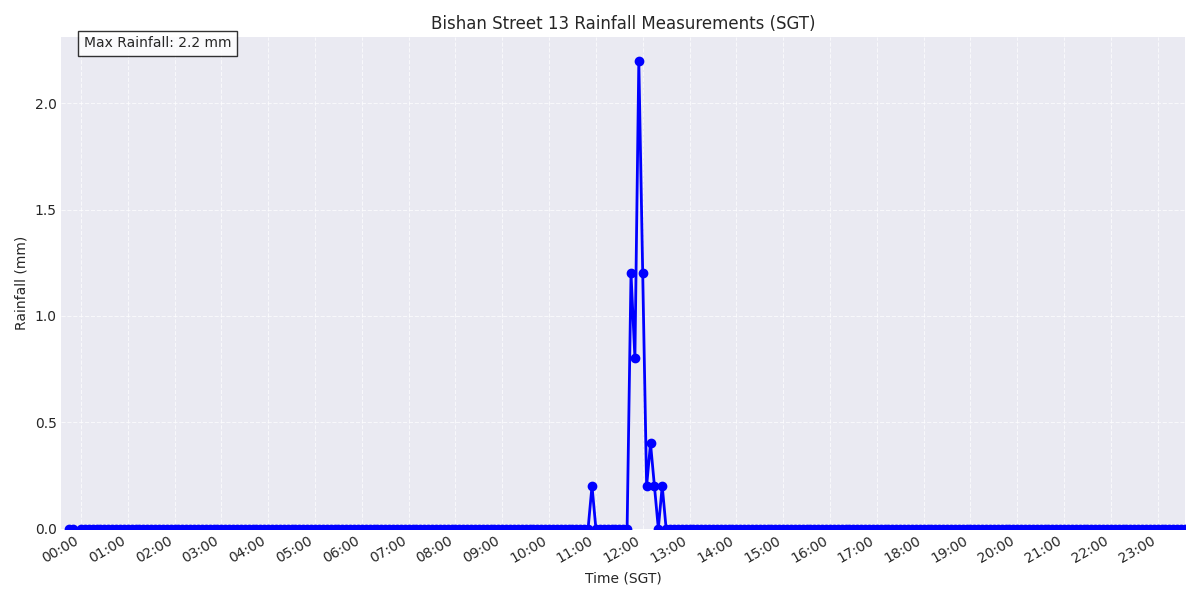 Bishan Street 13 Rainfall Measurements (SGT)
Max Rainfall: 2.2 mm
2.0
1.5
1.0
0.5
0.0
Rainfall (mm)
00:00 01:00 02:00 03:00 04:00 05:00 06:00 07:00 08:00 09:00 10:00 11:00 12:00 13:00 14:00 15:00 16:00 17:00 18:00 19:00 20:00 21:00 22:00 23:00
Time (SGT)